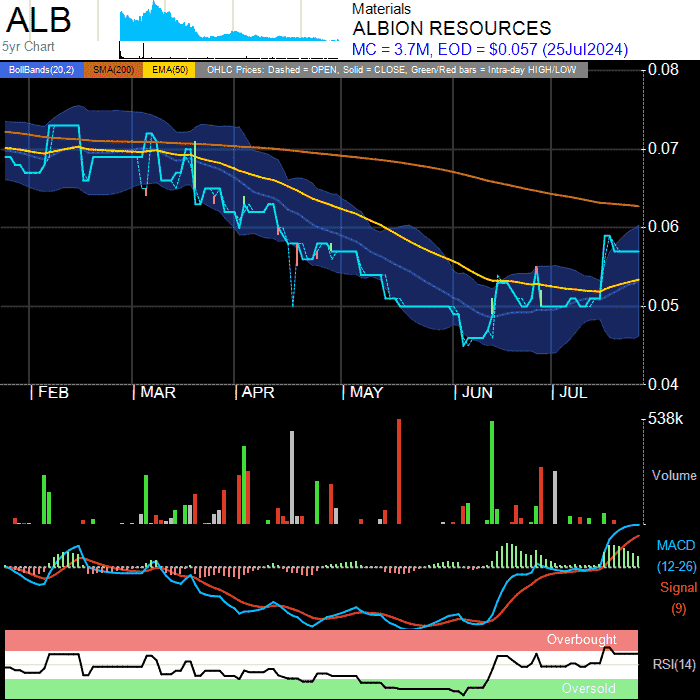 ALB
5yr Chart
Materials
ALBION RESOURCES
MC = 3.7M, EOD = $0.057 (25Jul2024)
BollBands(20,2) SMA(200) EMA(50) OHLC Prices: Dashed = OPEN, Solid = CLOSE, Green/Red bars = Intra-day HIGH/LOW
0.08
0.07
0.06
0.05
0.04
| FEB | MAR | APR | MAY | JUN | JUL
538k
Volume
MACD
(12-26)
Signal
(9)
Overbought
RSI(14)
Oversold